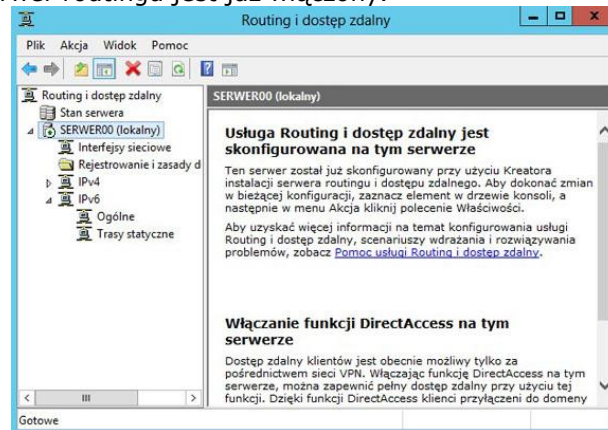 rwer routingu jest już włączony.
Routing i dostęp zdalny
Plik Akcja Widok Pomoc
Routing i dostęp zdalny
Stan serwera
SERWER00 (lokalny)
Interfejsy sieciowe
Rejestrowanie i zasady d
IPv4
IPv6
Ogólne
Trasy statyczne
SERWER00 (lokalny)
Usługa Routing i dostęp zdalny jest
skonfigurowana na tym serwerze
Ten serwer został już skonfigurowany przy użyciu Kreatora
instalacji serwera routingu i dostępu zdalnego. Aby dokonać zmian
w bieżącej konfiguracji, zaznacz element w drzewie konsoli, a
następnie w menu Akcja kliknij polecenie Właściwości.
Aby uzyskać więcej informacji na temat konfigurowania usługi
Routing i dostęp zdalny, scenariuszy wdrażania i rozwiązywania
problemów, zobacz Pomoc usługi Routing i dostęp zdalny.
Włączanie funkcji DirectAccess na tym
serwerze
Dostęp zdalny klientów jest obecnie możliwy tylko za
pośrednictwem sieci VPN. Włączając funkcję DirectAccess na tym
serwerze, można zapewnić pełny dostęp zdalny przy użyciu tej
funkcji. Dzięki funkcji DirectAccess klienci przyłączeni do domeny
Gotowe